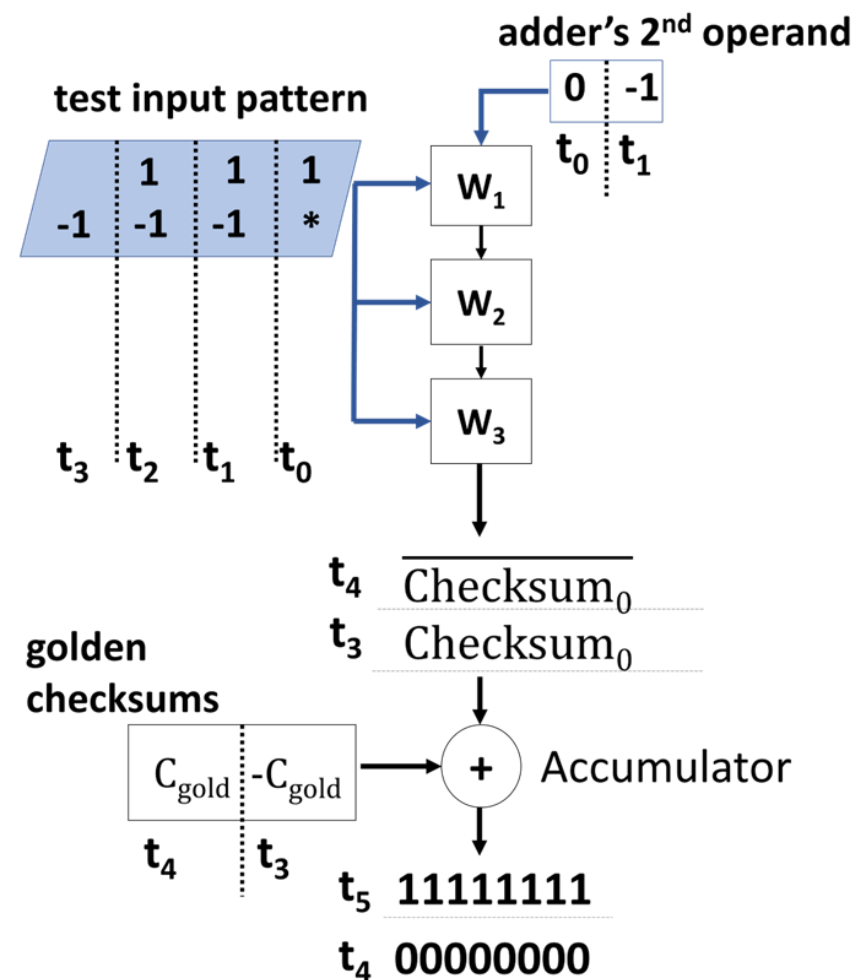 adder's 2nd operand
0 -1
t0 t1
test input pattern
1 1 1
-1 -1 -1 *
t3 t2 t1 t0
W1
W2
W3
t4 Checksum0
t3 Checksum0
golden
checksums
Cgold -Cgold
t4 t3
+ Accumulator
t5 11111111
t4 00000000